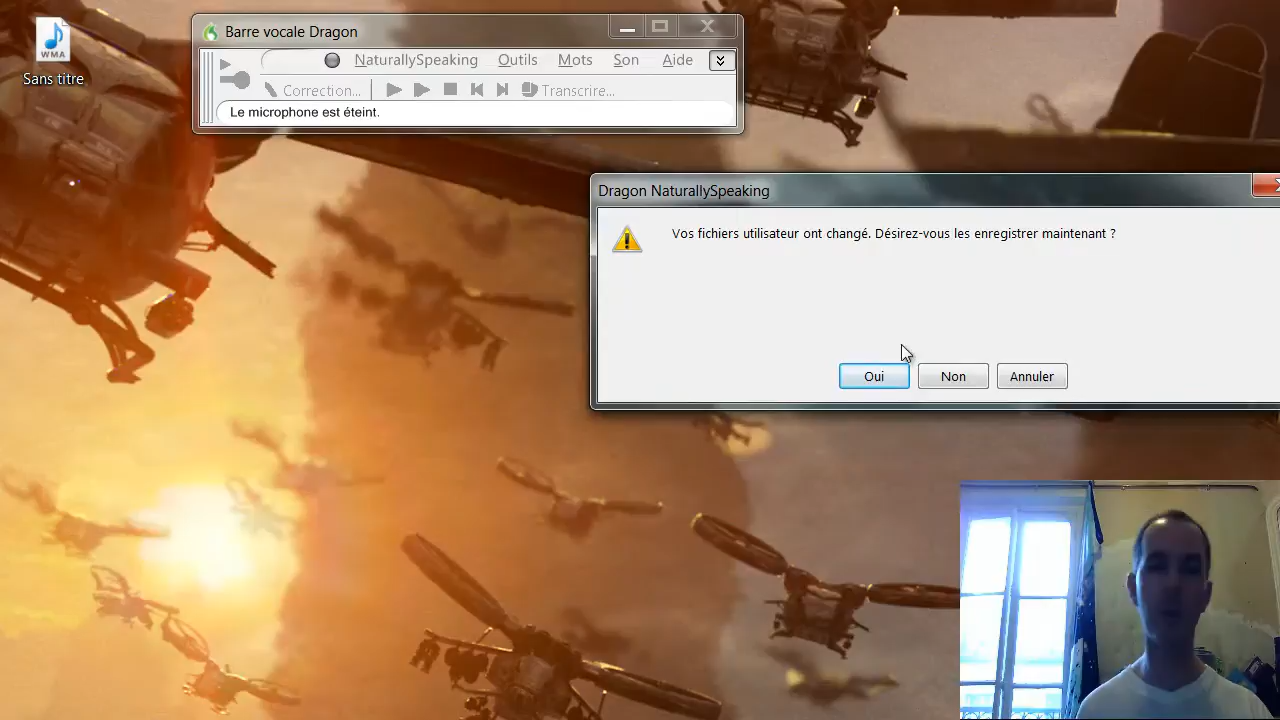 WMA
Sans titre
Barre vocale Dragon
NaturallySpeaking Outils Mots Son Aide
Correction... Transcrire...
Le microphone est éteint.
Dragon NaturallySpeaking
Vos fichiers utilisateur ont changé. Désirez-vous les enregistrer maintenant ?
Oui Non Annuler